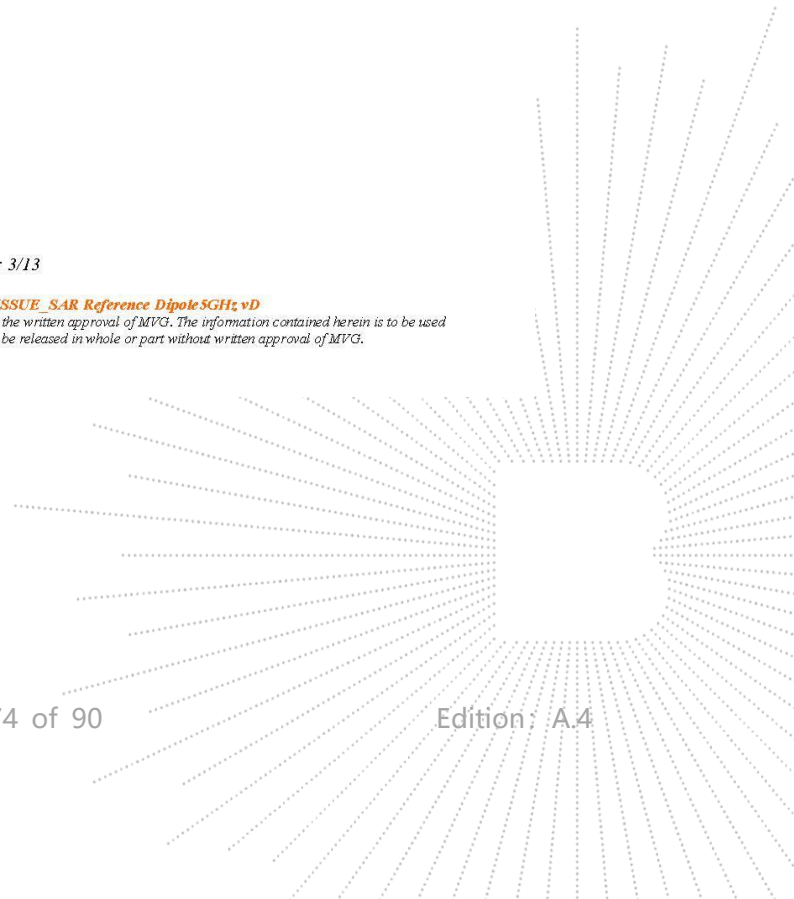 : 3/13
SSUE_SAR Reference Dipole5GHz vD
the written approval of MVG. The information contained herein is to be used
be released in whole or part without written approval of MVG.
4 of 90 Edition: A.4